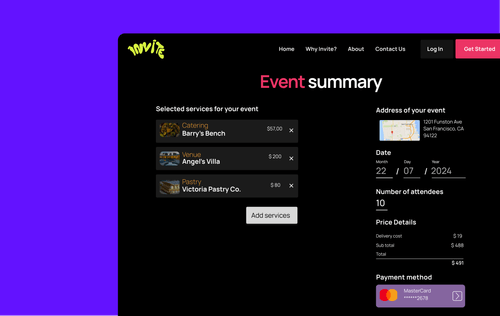 INVITE
Home Why Invite? About Contact Us Log In Get Started
Event summary
Selected services for your event
Catering
Barry's Bench
$57.00 ×
Venue
Angel's Villa
$ 200 ×
Pastry
Victoria Pastry Co.
$ 80 ×
Add services
Address of your event
1201 Funston Ave
San Francisco, CA
94122
Date
Month Day Year
22 / 07 / 2024
Number of attendees
10
Price Details
Delivery cost $ 19
Sub total $ 488
Total
$ 491
Payment method
MasterCard
******2678